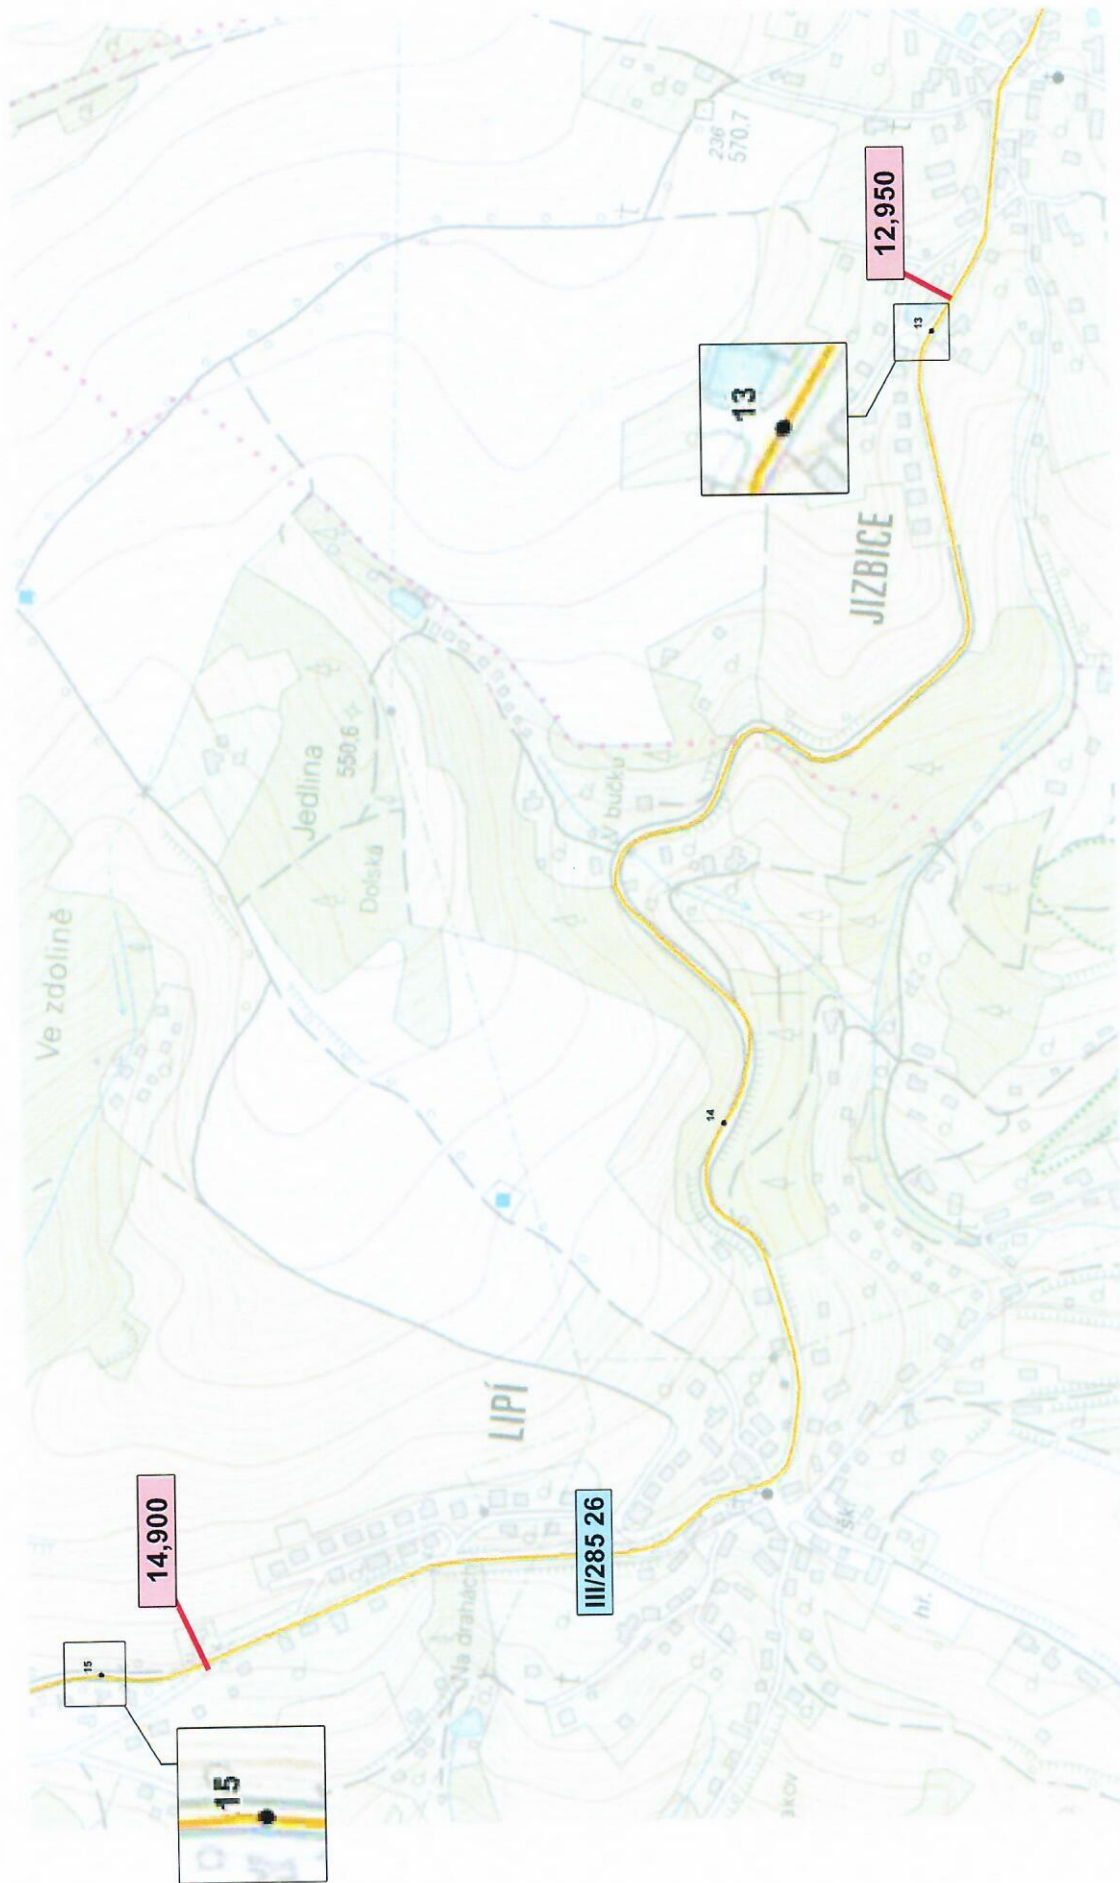 Ve zdolině
Jedlina
550,6
Dolská
V bučku
236
570.7
12,950
13
13
JIZBICE
14
LIPÍ
14,900
III/285 26
15
15
Na drahách
šk.
hř.